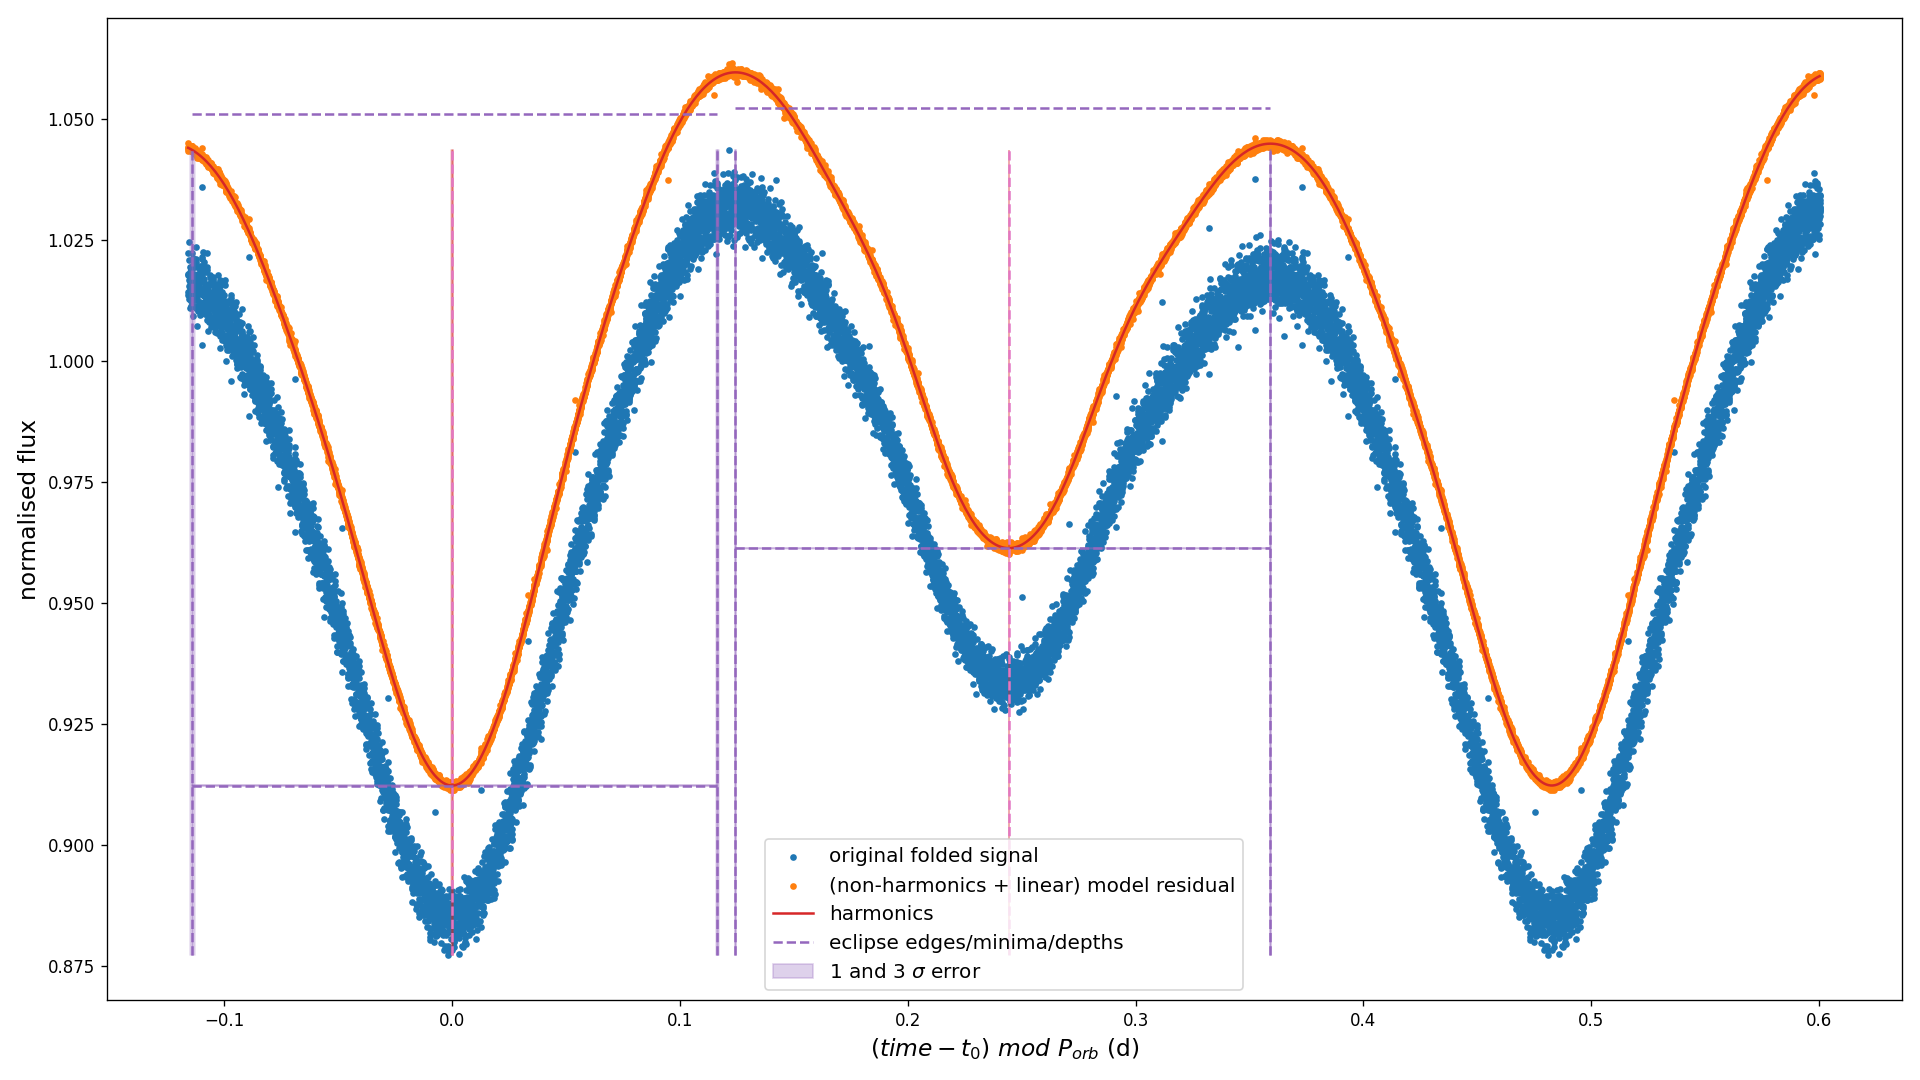 normalised flux
1.050
1.025
1.000
0.975
0.950
0.925
0.900
0.875
original folded signal
(non-harmonics + linear) model residual
harmonics
eclipse edges/minima/depths
1 and 3 σ error
−0.1 0.0 0.1 0.2 0.3 0.4 0.5 0.6
(time − t₀) mod Pₒᵣb (d)